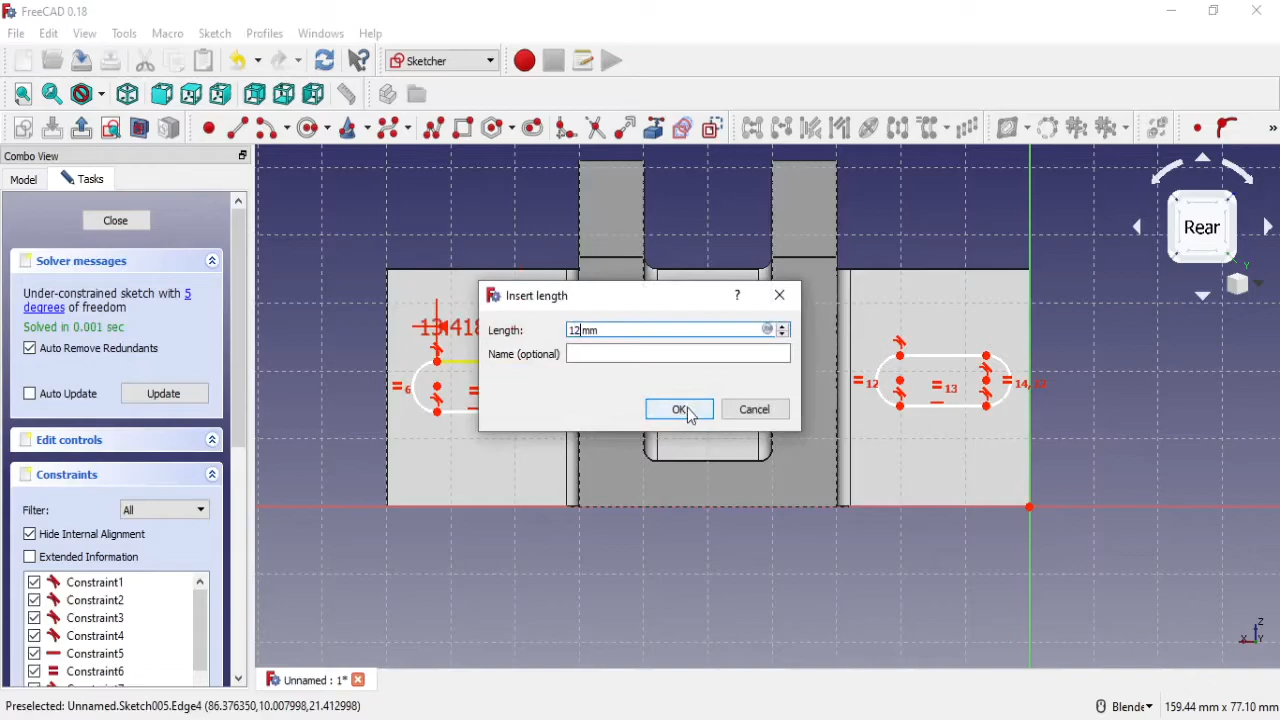 FreeCAD 0.18
File Edit View Tools Macro Sketch Profiles Windows Help
Sketcher
»
Combo View
Model Tasks
Close
Solver messages
Under-constrained sketch with 5
degrees of freedom
Solved in 0.001 sec
Auto Remove Redundants
Auto Update Update
Edit controls
Constraints
Filter: All
Hide Internal Alignment
Extended Information
Constraint1
Constraint2
Constraint3
Constraint4
Constraint5
Constraint6
Rear
Y
Insert length ?
Length: 12 mm
Name (optional)
OK Cancel
13.418
= 6
=
= 12
= 13
Z
X Y
Unnamed : 1*
Preselected: Unnamed.Sketch005.Edge4 (86.376350,10.007998,21.412998)
Blende
159.44 mm x 77.10 mm